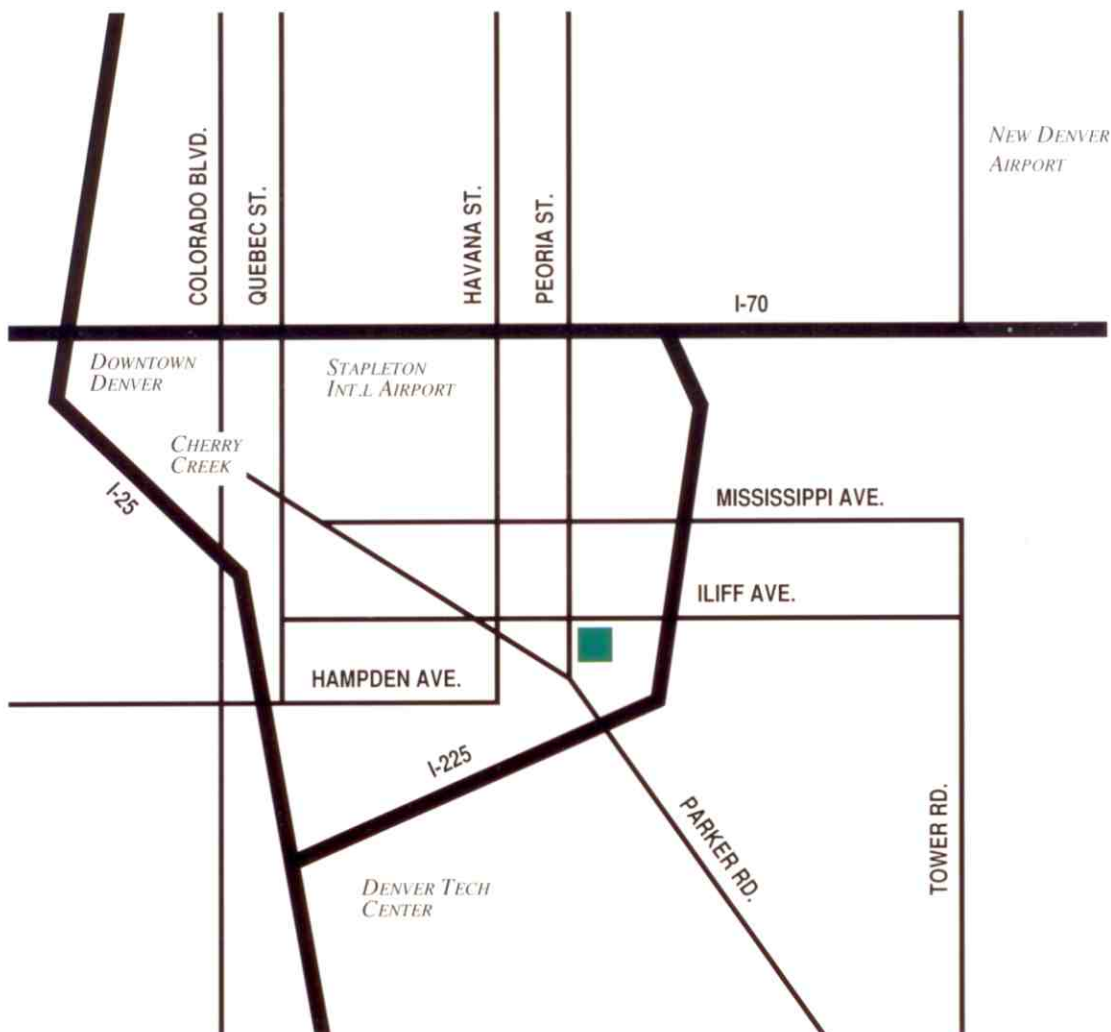 COLORADO BLVD.
QUEBEC ST.
HAVANA ST.
PEORIA ST.
NEW DENVER
AIRPORT
I-70
DOWNTOWN
DENVER
STAPLETON
INT.L AIRPORT
CHERRY
CREEK
I-25
MISSISSIPPI AVE.
ILIFF AVE.
HAMPDEN AVE.
I-225
PARKER RD.
TOWER RD.
DENVER TECH
CENTER